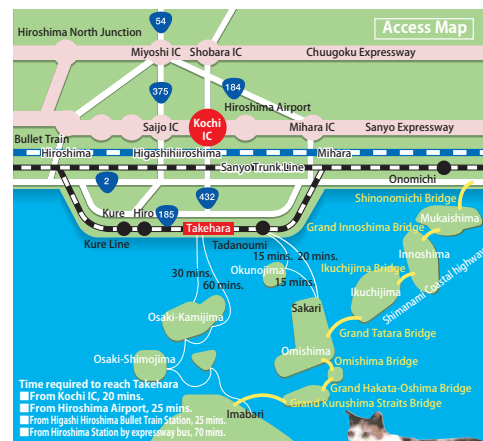 54
Hiroshima North Junction
Access Map
Miyoshi IC
Shobara IC
Chuugoku Expressway
375
184
Hiroshima Airport
Kochi
IC
Saijo IC
Mihara IC
Sanyo Expressway
Bullet Train
Hiroshima
Higashihiiroshima
Mihara
Sanyo Trunk Line
Onomichi
2
432
Shinonomichi Bridge
Kure
Hiro
185
Takehara
Mukaishima
Grand Innoshima Bridge
Kure Line
Tadanoumi
Innoshima
15 mins.
20 mins.
30 mins.
Okunojima
Ikuchijima Bridge
60 mins.
15 mins.
Ikuchijima
Shimanami Coastal highway
Sakari
Osaki-Kamijima
Grand Tatara Bridge
Omishima
Osaki-Shimojima
Omishima Bridge
Time required to reach Takehara
■From Kochi IC, 20 mins.
■From Hiroshima Airport, 25 mins.
■From Higashi Hiroshima Bullet Train Station, 25 mins.
■From Hiroshima Station by expressway bus, 70 mins.
Grand Hakata-Oshima Bridge
Grand Kurushima Straits Bridge
Imabari